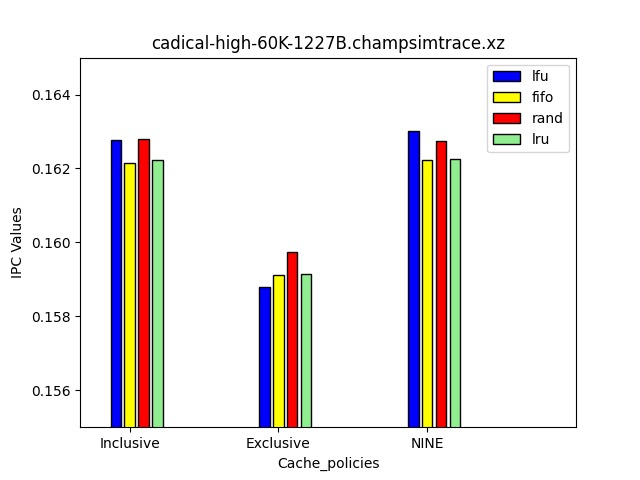 cadical-high-60K-1227B.champsimtrace.xz
lfu
fifo
rand
lru
IPC Values
0.164
0.162
0.160
0.158
0.156
Inclusive
Exclusive
NINE
Cache_policies